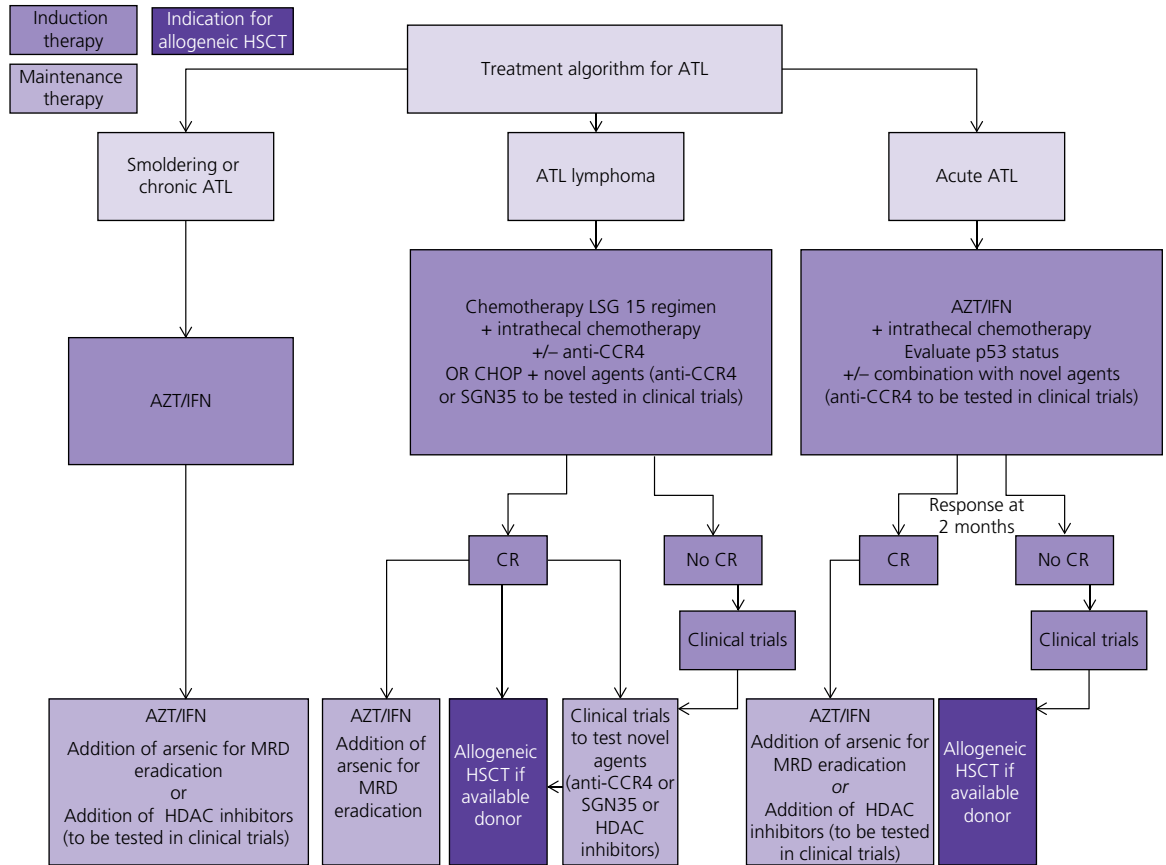 Induction
therapy
Indication for
allogeneic HSCT
Maintenance
therapy
Treatment algorithm for ATL
Smoldering or
chronic ATL
ATL lymphoma
Acute ATL
AZT/IFN
Chemotherapy LSG 15 regimen
+ intrathecal chemotherapy
+/– anti-CCR4
OR CHOP + novel agents (anti-CCR4
or SGN35 to be tested in clinical trials)
AZT/IFN
+ intrathecal chemotherapy
Evaluate p53 status
+/– combination with novel agents
(anti-CCR4 to be tested in clinical trials)
Response at
2 months
CR
No CR
CR
No CR
Clinical trials
Clinical trials
AZT/IFN
Addition of arsenic for MRD
eradication
or
Addition of HDAC inhibitors
(to be tested in clinical trials)
AZT/IFN
Addition of
arsenic for
MRD
eradication
Allogeneic
HSCT if
available
donor
Clinical trials
to test novel
agents
(anti-CCR4 or
SGN35 or
HDAC
inhibitors)
AZT/IFN
Addition of arsenic for
MRD eradication
or
Addition of HDAC
inhibitors (to be tested
in clinical trials)
Allogeneic
HSCT if
available
donor